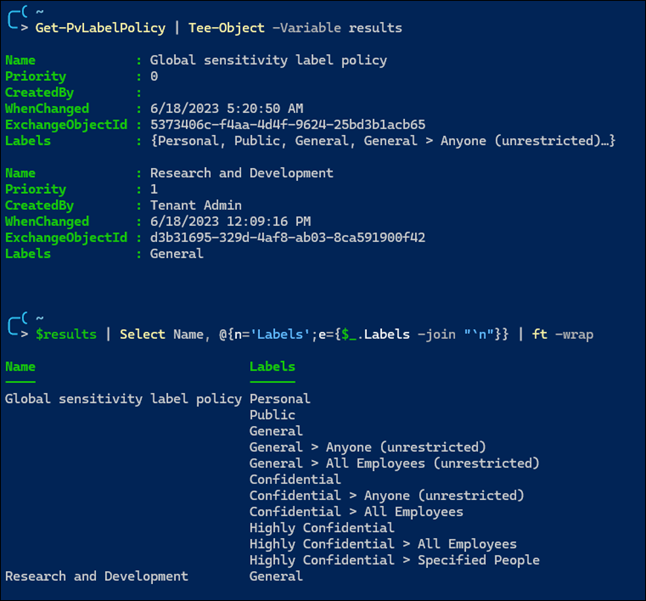 ~
> Get-PvLabelPolicy | Tee-Object -Variable results
Name : Global sensitivity label policy
Priority : 0
CreatedBy :
WhenChanged : 6/18/2023 5:20:50 AM
ExchangeObjectId : 5373406c-f4aa-4d4f-9624-25bd3b1acb65
Labels : {Personal, Public, General, General > Anyone (unrestricted)…}
Name : Research and Development
Priority : 1
CreatedBy : Tenant Admin
WhenChanged : 6/18/2023 12:09:16 PM
ExchangeObjectId : d3b31695-329d-4af8-ab03-8ca591900f42
Labels : General
~
> $results | Select Name, @{n='Labels';e={$_.Labels -join "`n"}} | ft -wrap
Name Labels
---- ------
Global sensitivity label policy Personal
Public
General
General > Anyone (unrestricted)
General > All Employees (unrestricted)
Confidential
Confidential > Anyone (unrestricted)
Confidential > All Employees
Highly Confidential
Highly Confidential > All Employees
Highly Confidential > Specified People
Research and Development General